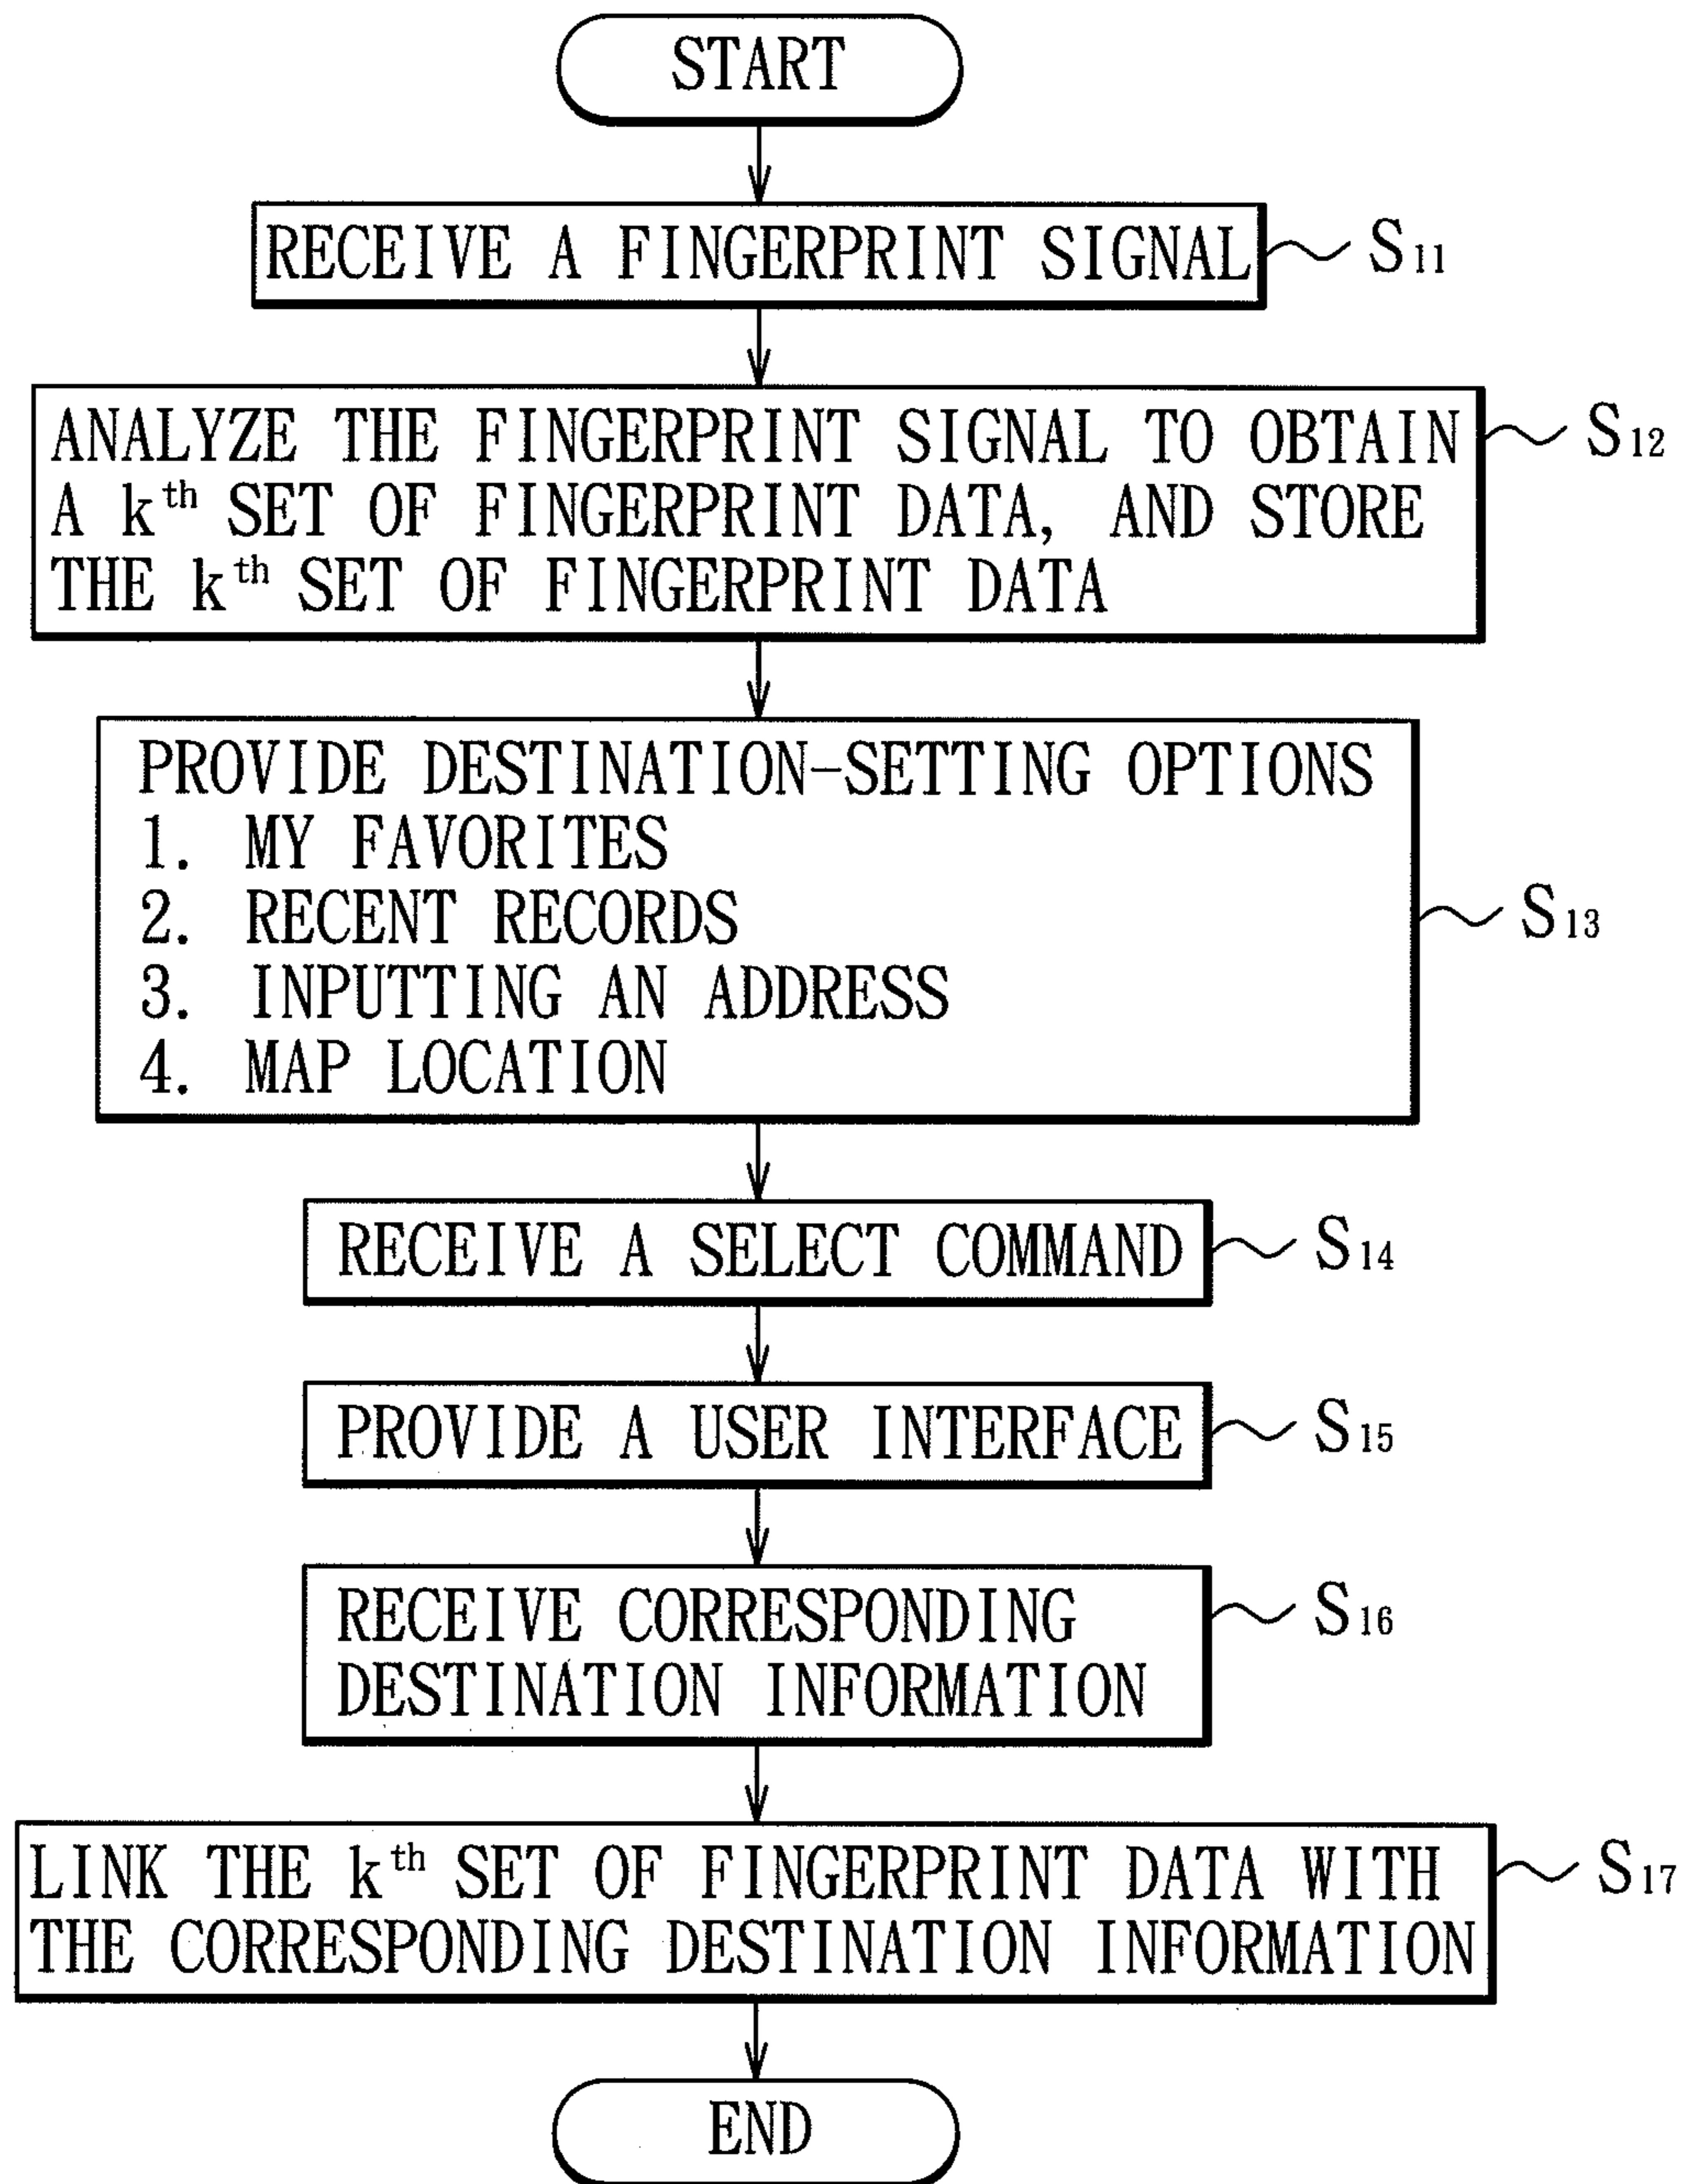 START
RECEIVE A FINGERPRINT SIGNAL
S11
ANALYZE THE FINGERPRINT SIGNAL TO OBTAIN
A kth SET OF FINGERPRINT DATA, AND STORE
THE kth SET OF FINGERPRINT DATA
S12
PROVIDE DESTINATION-SETTING OPTIONS
1. MY FAVORITES
2. RECENT RECORDS
3. INPUTTING AN ADDRESS
4. MAP LOCATION
S13
RECEIVE A SELECT COMMAND
S14
PROVIDE A USER INTERFACE
S15
RECEIVE CORRESPONDING
DESTINATION INFORMATION
S16
LINK THE kth SET OF FINGERPRINT DATA WITH
THE CORRESPONDING DESTINATION INFORMATION
S17
END